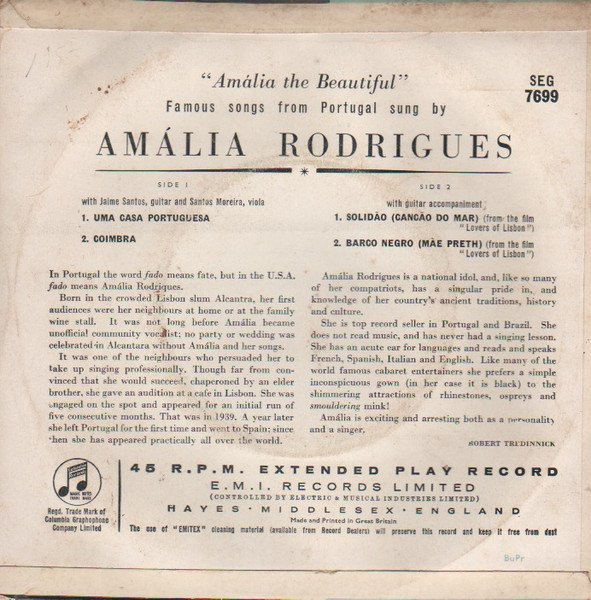 "Amália the Beautiful"
SEG
7699
Famous songs from Portugal sung by
AMÁLIA RODRIGUES
SIDE 1
with Jaime Santos, guitar and Santos Moreira, viola
1. UMA CASA PORTUGUESA
2. COIMBRA
SIDE 2
with guitar accompaniment
1. SOLIDÃO (CANCÃO DO MAR) (from the film
"Lovers of Lisbon")
2. BARCO NEGRO (MÃE PRETH) (from the film
"Lovers of Lisbon")
In Portugal the word fado means fate, but in the U.S.A.
fado means Amália Rodriques.
Born in the crowded Lisbon slum Alcantra, her first
audiences were her neighbours at home or at the family
wine stall. It was not long before Amália became
unofficial community vocalist; no party or wedding was
celebrated in Alcantara without Amália and her songs.
It was one of the neighbours who persuaded her to
take up singing professionally. Though far from con-
vinced that she would succeed, chaperoned by an elder
brother, she gave an audition at a cafe in Lisbon. She was
engaged on the spot and appeared for an initial run of
five consecutive months. That was in 1939. A year later
she left Portugal for the first time and went to Spain; since
then she has appeared practically all over the world.
Amália Rodrigues is a national idol, and, like so many
of her compatriots, has a singular pride in, and
knowledge of her country's ancient traditions, history
and culture.
She is top record seller in Portugal and Brazil. She
does not read music, and has never had a singing lesson.
She has an acute ear for languages and reads and speaks
French, Spanish, Italian and English. Like many of the
world famous cabaret entertainers she prefers a simple
inconspicuous gown (in her case it is black) to the
shimmering attractions of rhinestones, ospreys and
smouldering mink!
Amália is exciting and arresting both as a personality
and a singer.
ROBERT TREDINNICK
MAGIC NOTES
TRADE MARK
Regd. Trade Mark of
Columbia Graphophone
Company Limited
45 R.P.M. EXTENDED PLAY RECORD
E.M.I. RECORDS LIMITED
(CONTROLLED BY ELECTRIC & MUSICAL INDUSTRIES LIMITED)
HAYES · MIDDLESEX · ENGLAND
Made and Printed in Great Britain
The use of "EMITEX" cleaning material (available from Record Dealers) will preserve this record and keep it free from dust
BuPr